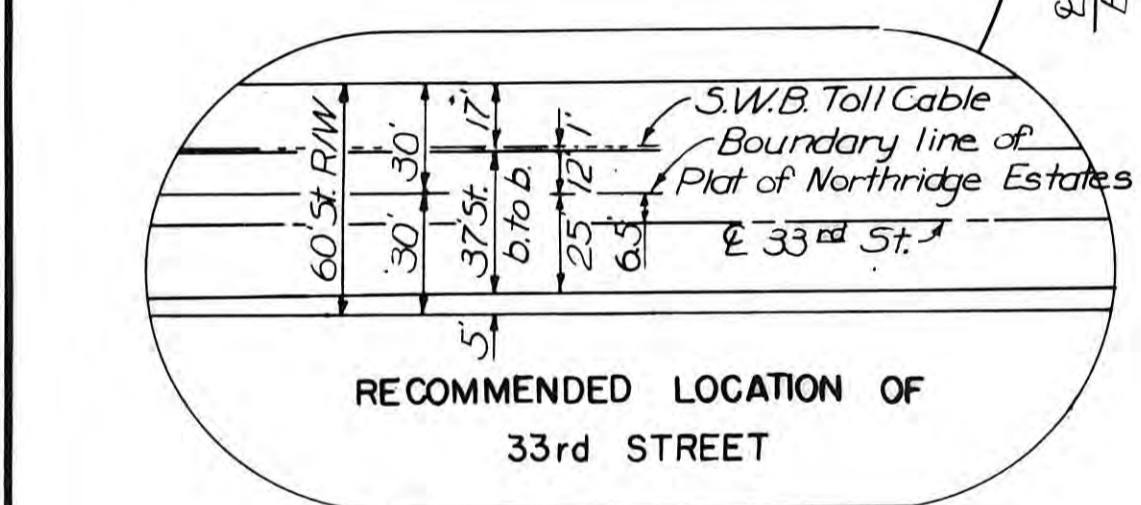 60' St. R/W
30'
30'
17'
37' St.
b. to b.
5'
1'
12'
25'
6.5'
S.W.B. Toll Cable
Boundary line of
Plat of Northridge Estates
℄ 33rd St.
RECOMMENDED LOCATION OF
33rd STREET